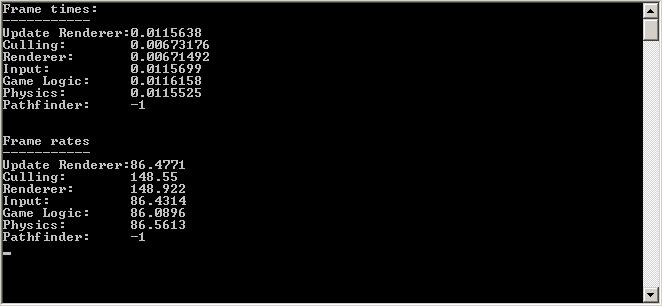 Frame times:
-----------
Update Renderer:0.0115638
Culling:        0.00673176
Renderer:       0.00671492
Input:          0.0115699
Game Logic:     0.0116158
Physics:        0.0115525
Pathfinder:     -1
Frame rates
-----------
Update Renderer:86.4771
Culling:        148.55
Renderer:       148.922
Input:          86.4314
Game Logic:     86.0896
Physics:        86.5613
Pathfinder:     -1